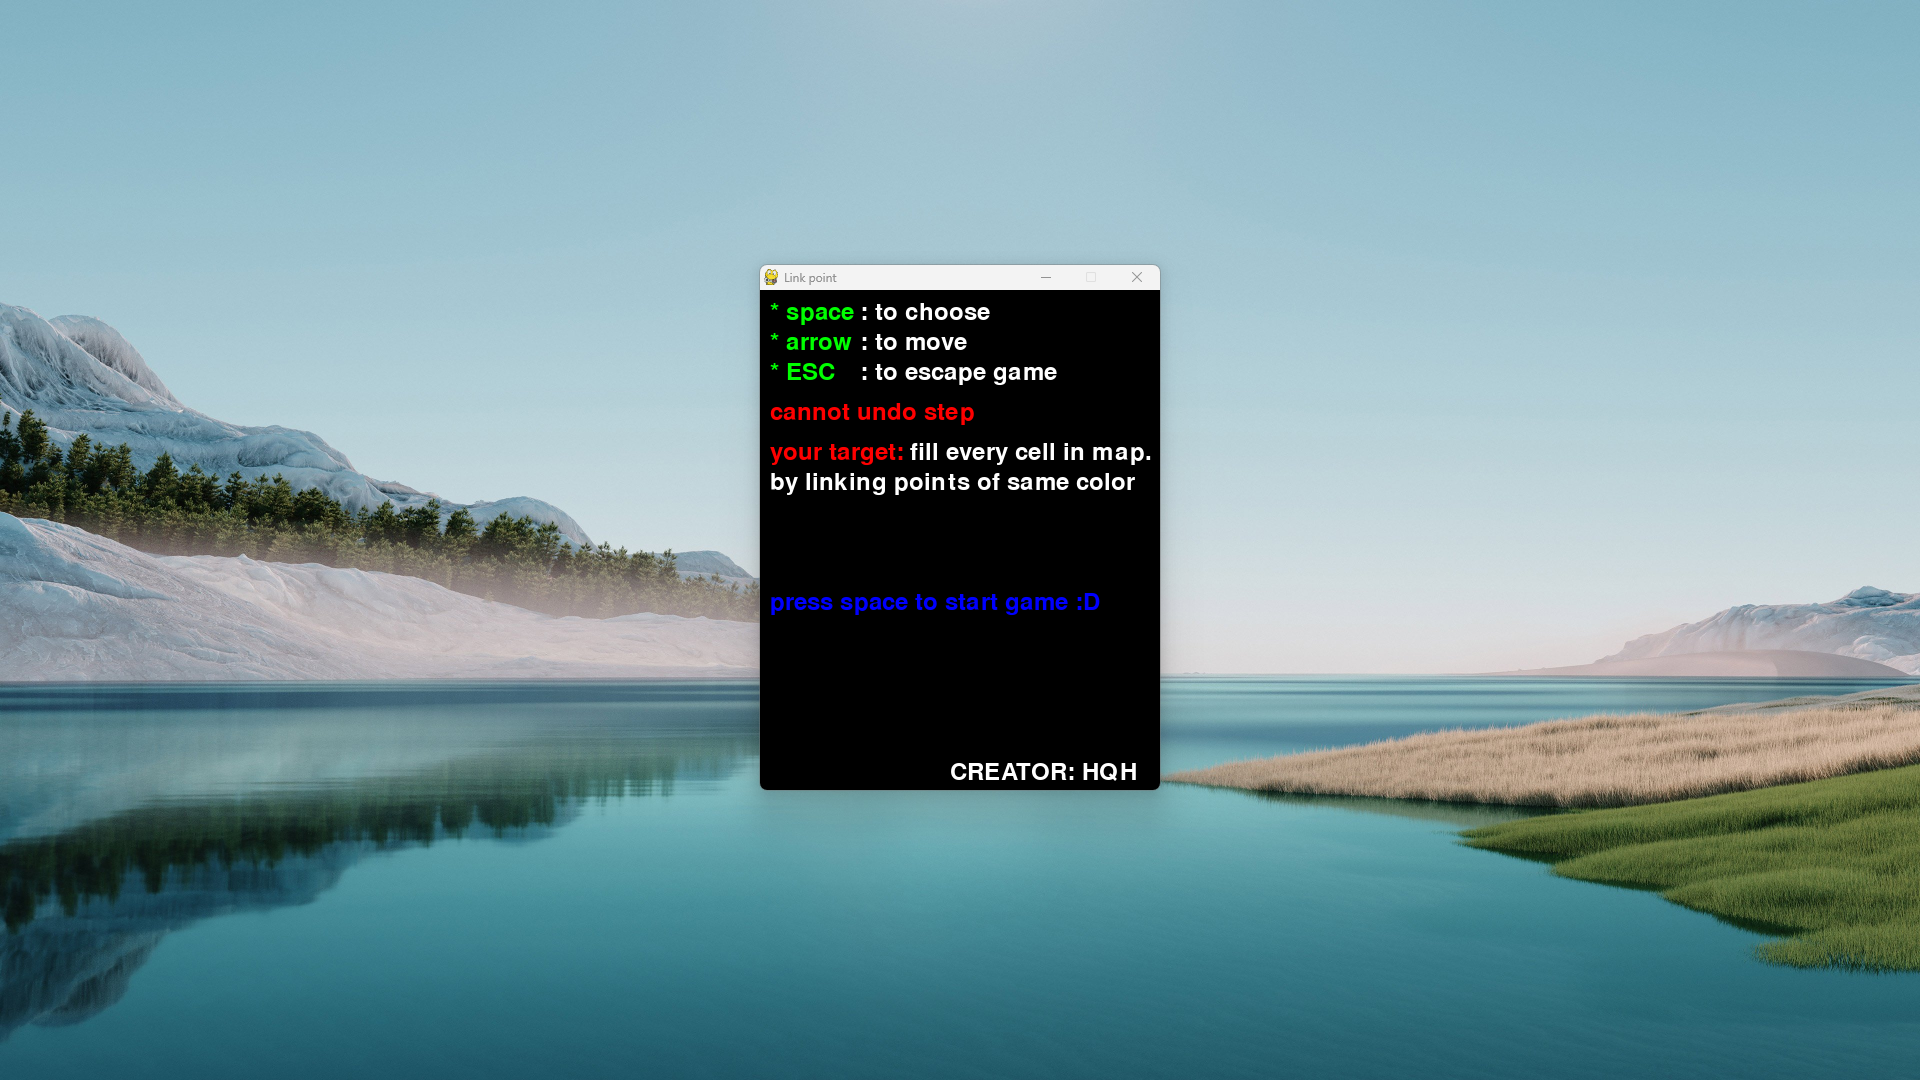 Link point
* space : to choose
* arrow : to move
* ESC : to escape game
cannot undo step
your target: fill every cell in map.
by linking points of same color
press space to start game :D
CREATOR: HQH